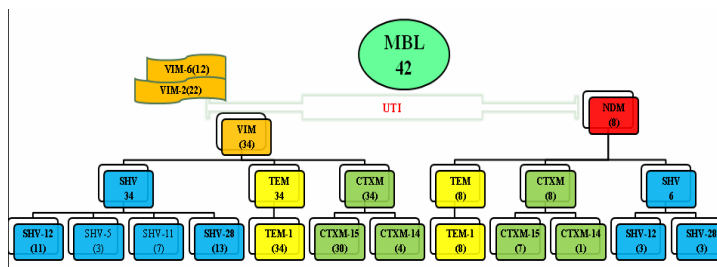 MBL
42
VIM-6(12)
VIM-2(22)
UTI
NDM
(8)
VIM
(34)
SHV
34
TEM
34
CTXM
(34)
TEM
(8)
CTXM
(8)
SHV
6
SHV-12
(11)
SHV-5
(3)
SHV-11
(7)
SHV-28
(13)
TEM-1
(34)
CTXM-15
(30)
CTXM-14
(4)
TEM-1
(8)
CTXM-15
(7)
CTXM-14
(1)
SHV-12
(3)
SHV-28
(3)